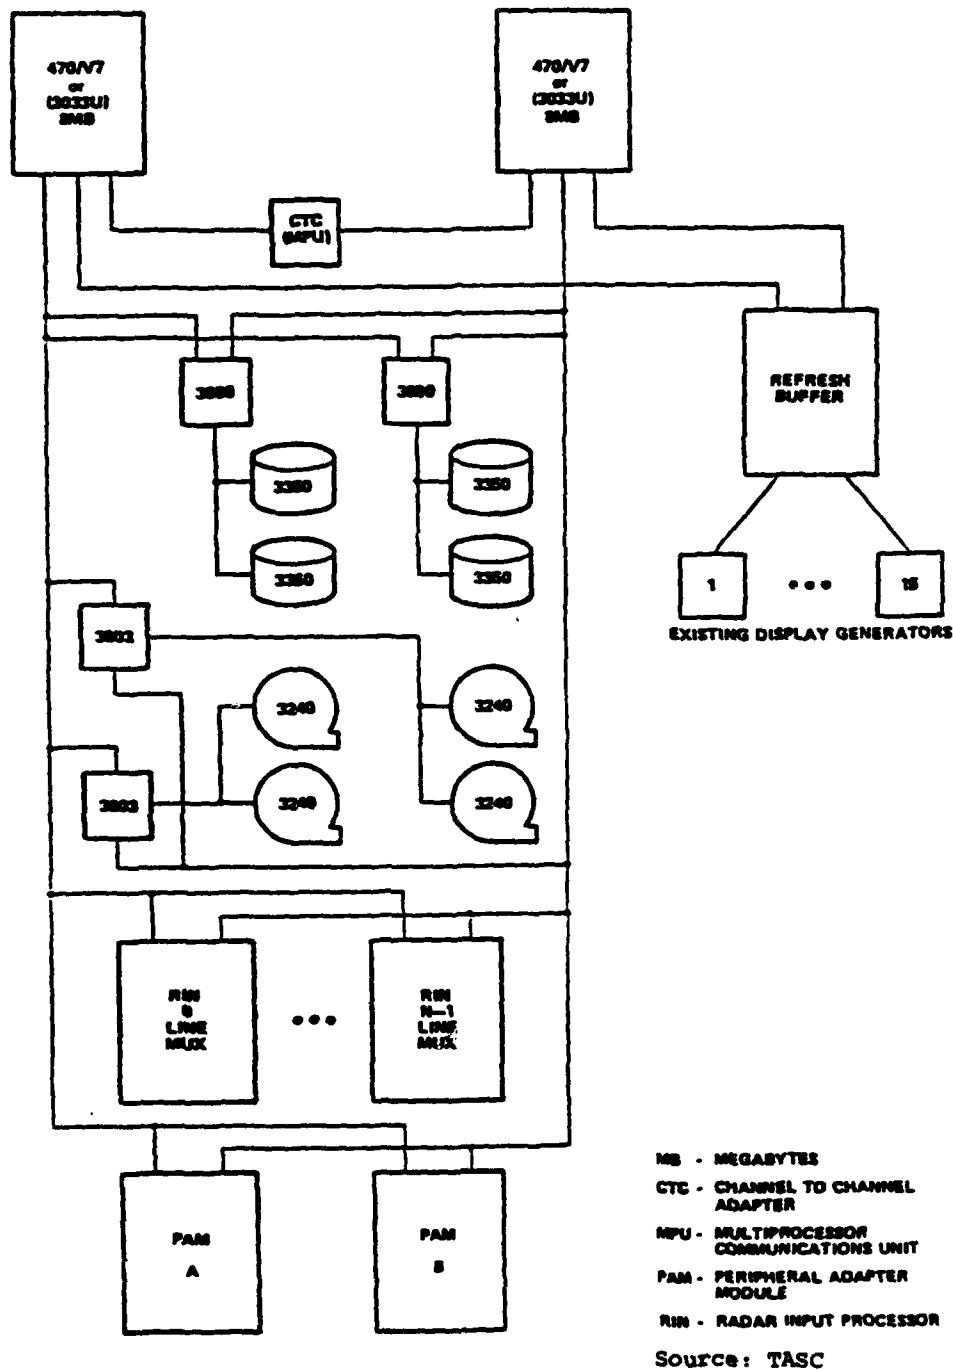 470/V7
or
(3033U)
8MB
470/V7
or
(3033U)
8MB
CTC
(MPU)
REFRESH
BUFFER
3350
3350
3350
3350
1
15
EXISTING DISPLAY GENERATORS
3803
3240
3240
3803
3240
3240
RIN
LINE
MUX
RIN
N-1
LINE
MUX
PAM
A
PAM
B
MB - MEGABYTES
CTC - CHANNEL TO CHANNEL
ADAPTER
MPU - MULTIPROCESSOR
COMMUNICATIONS UNIT
PAM - PERIPHERAL ADAPTER
MODULE
RIN - RADAR INPUT PROCESSOR
Source: TASC